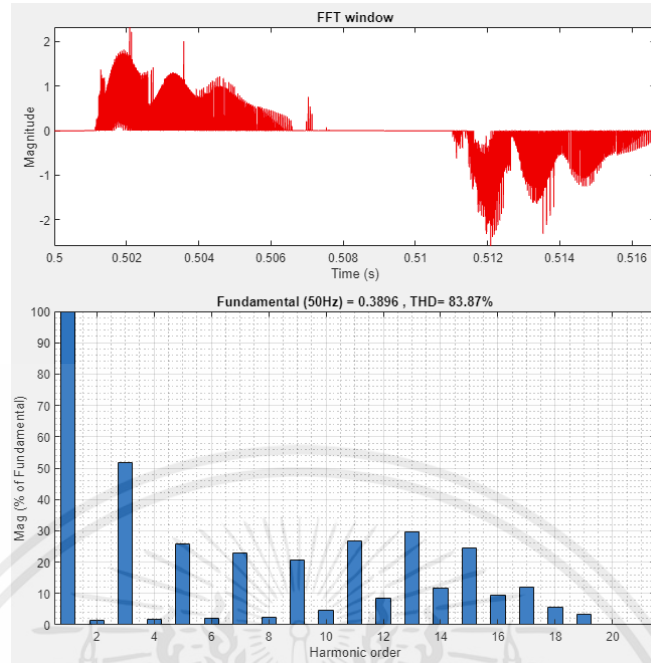 FFT window
2
1
0
-1
-2
Magnitude
0.5 0.502 0.504 0.506 0.508 0.51 0.512 0.514 0.516
Time (s)
Fundamental (50Hz) = 0.3896 , THD= 83.87%
100
90
80
70
60
50
40
30
20
10
0
Mag (% of Fundamental)
2 4 6 8 10 12 14 16 18 20
Harmonic order